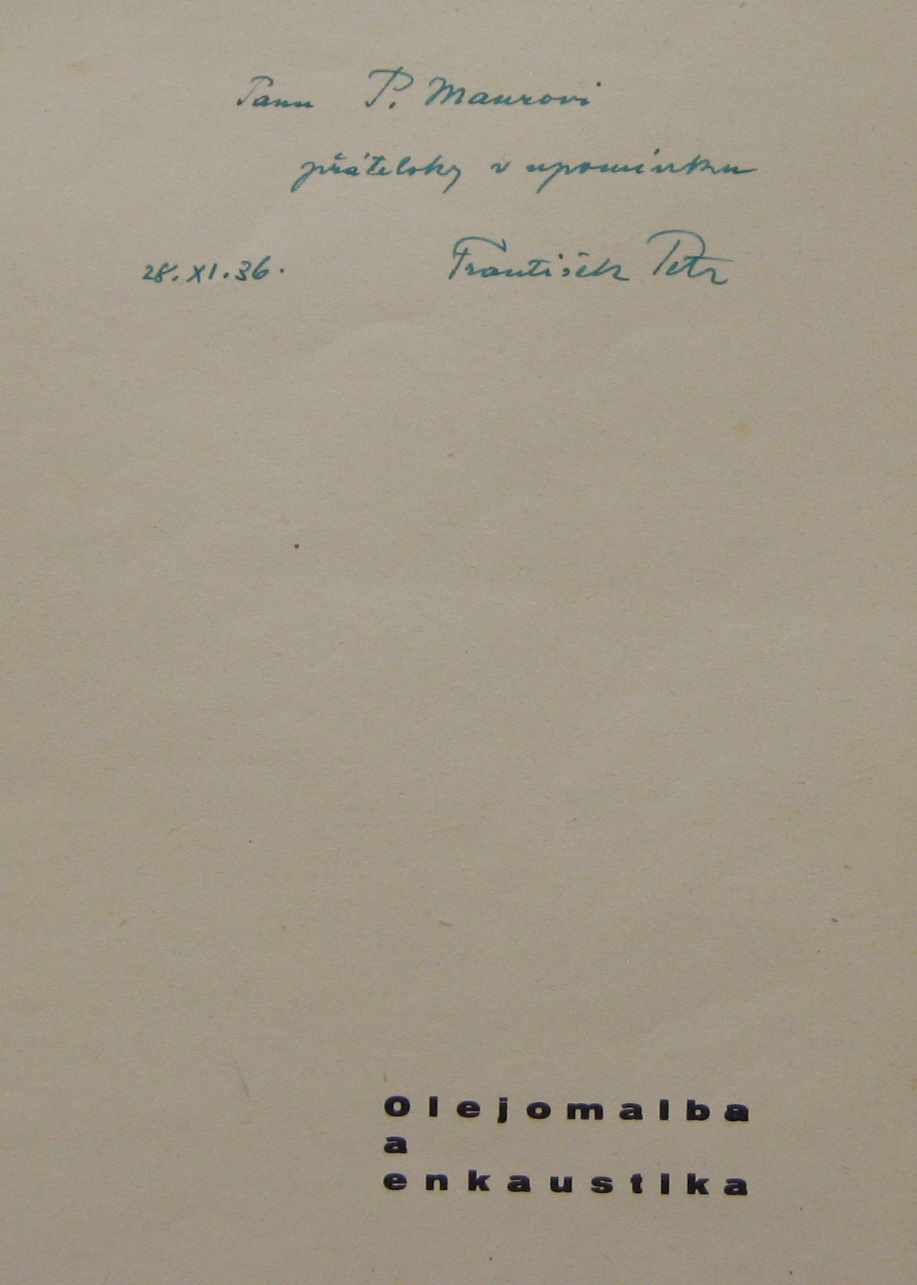 Panu P. Maurovi
přátelsky v upomínku
28. XI. 36. František Petr
Olejomalba
a
enkaustika